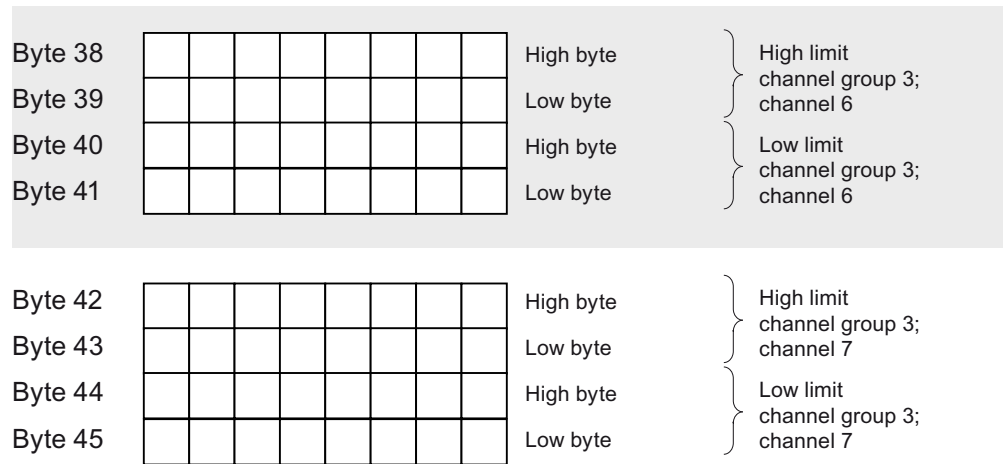 Byte 38 High byte High limit
channel group 3;
Byte 39 Low byte channel 6
Byte 40 High byte Low limit
channel group 3;
Byte 41 Low byte channel 6
Byte 42 High byte High limit
channel group 3;
Byte 43 Low byte channel 7
Byte 44 High byte Low limit
channel group 3;
Byte 45 Low byte channel 7